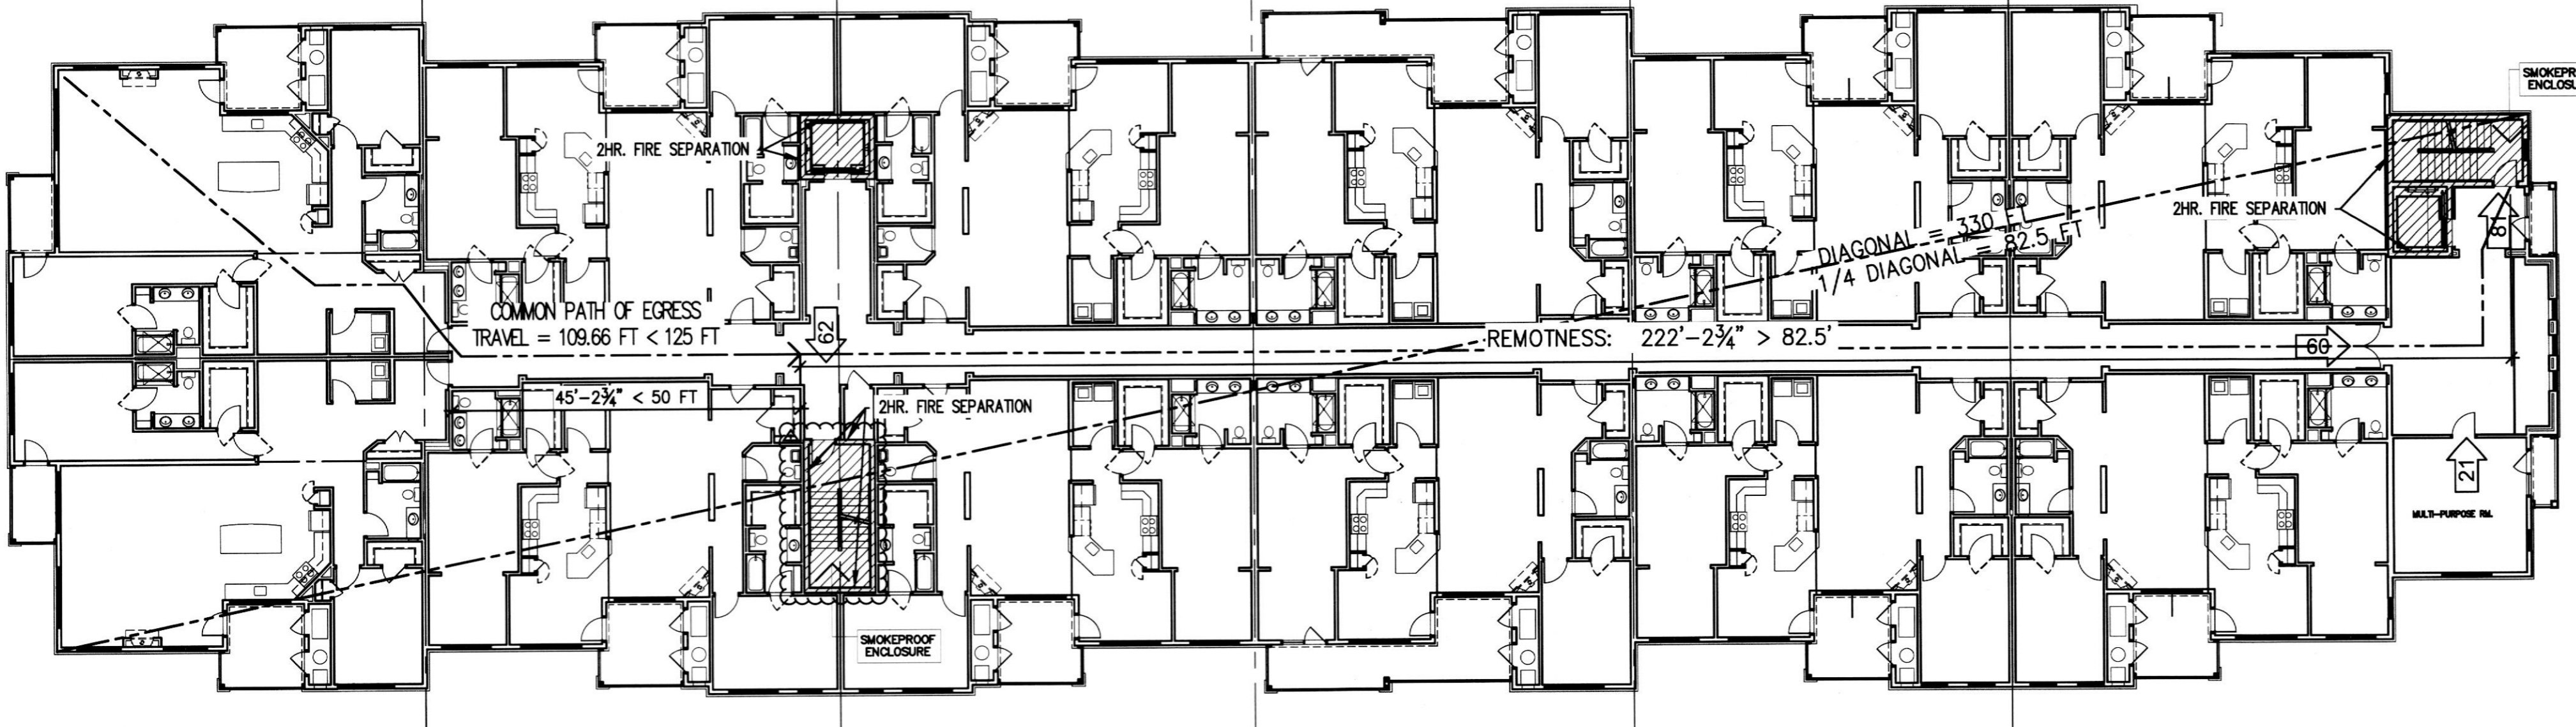 SMOKEPR
ENCLOSU
2HR. FIRE SEPARATION
2HR. FIRE SEPARATION
81
DIAGONAL = 330 FT
1/4 DIAGONAL = 82.5 FT
COMMON PATH OF EGRESS
TRAVEL = 109.66 FT < 125 FT
62
REMOTNESS: 222'-2¾" > 82.5'
60
45'-2¾" < 50 FT
2HR. FIRE SEPARATION
21
MULTI-PURPOSE RM.
SMOKEPROOF
ENCLOSURE